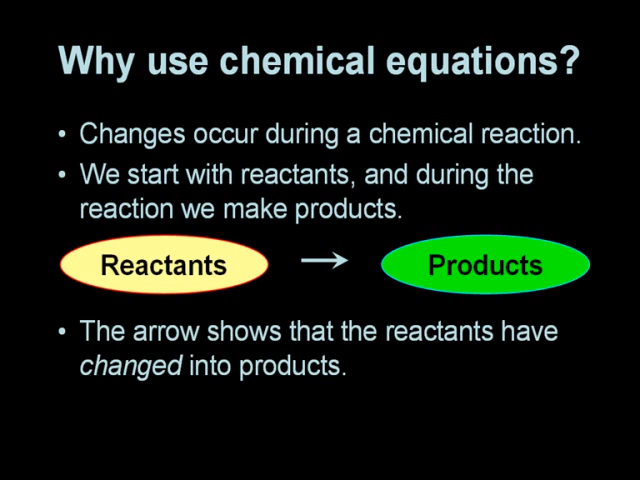 Why use chemical equations?
• Changes occur during a chemical reaction.
• We start with reactants, and during the
reaction we make products.
Reactants → Products
• The arrow shows that the reactants have
changed into products.